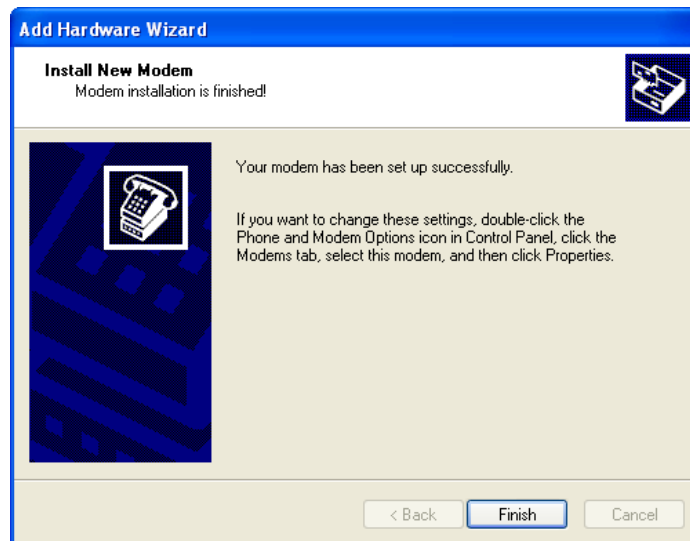 Add Hardware Wizard
Install New Modem
Modem installation is finished!
Your modem has been set up successfully.
If you want to change these settings, double-click the
Phone and Modem Options icon in Control Panel, click the
Modems tab, select this modem, and then click Properties.
< Back
Finish
Cancel